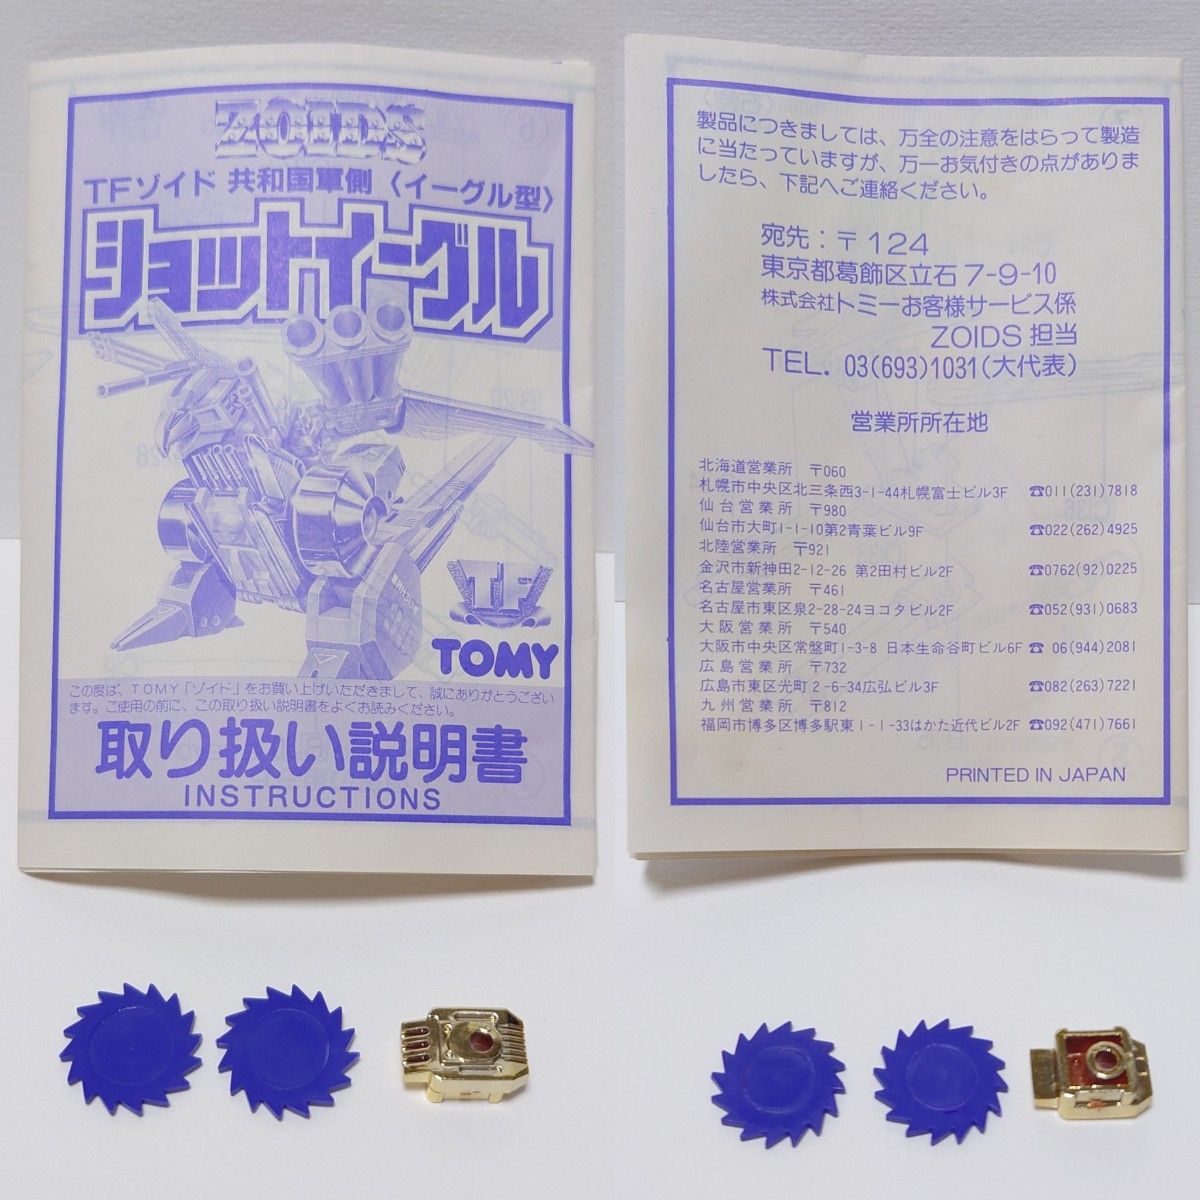 ZOIDS
TFゾイド 共和国軍側〈イーグル型〉
ショットイーグル
TF
TOMY
この度は、TOMY「ゾイド」をお買い上げいただきまして、誠にありがとうござい
ます。ご使用の前に、この取り扱い説明書をよくお読みください。
取り扱い説明書
INSTRUCTIONS
製品につきましては、万全の注意をはらって製造
に当たっていますが、万一お気付きの点がありま
したら、下記へご連絡ください。
宛先：〒124
東京都葛飾区立石7-9-10
株式会社トミーお客様サービス係
ZOIDS 担当
TEL. 03(693)1031(大代表)
営業所所在地
北海道営業所 〒060
札幌市中央区北三条西3-1-44札幌富士ビル3F ☎011(231)7818
仙台営業所 〒980
仙台市大町1-1-10第2青葉ビル9F ☎022(262)4925
北陸営業所 〒921
金沢市新神田2-12-26 第2田村ビル2F ☎0762(92)0225
名古屋営業所 〒461
名古屋市東区泉2-28-24ヨコタビル2F ☎052(931)0683
大阪営業所 〒540
大阪市中央区常盤町1-3-8 日本生命谷町ビル6F ☎06(944)2081
広島営業所 〒732
広島市東区光町2-6-34広弘ビル3F ☎082(263)7221
九州営業所 〒812
福岡市博多区博多駅東1-1-33はかた近代ビル2F ☎092(471)7661
PRINTED IN JAPAN